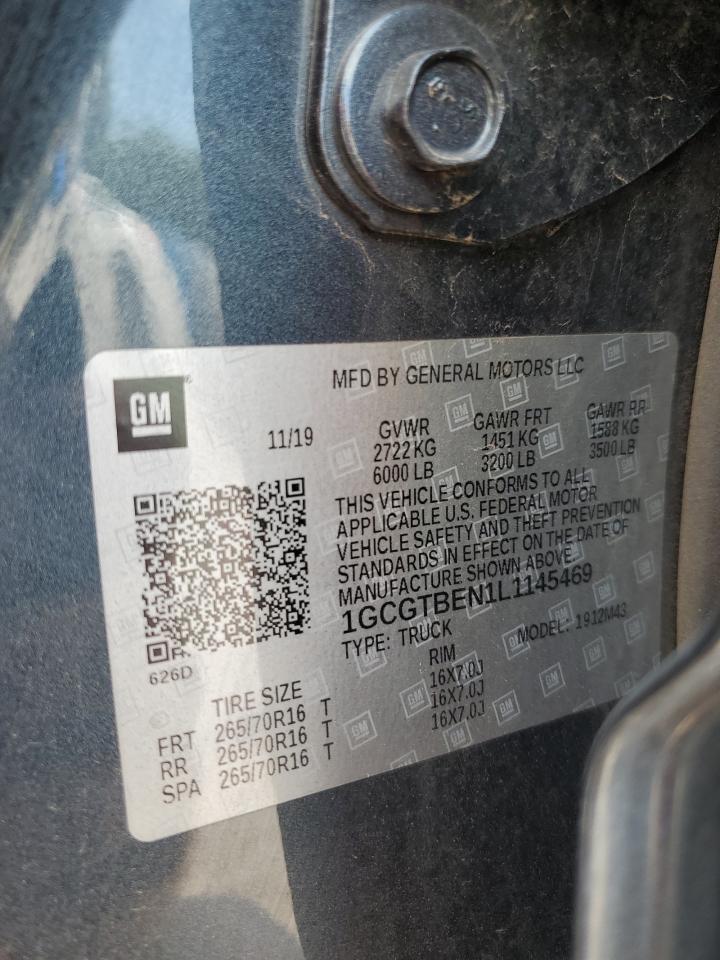 GM
MFD BY GENERAL MOTORS LLC
11/19
GVWR GAWR FRT GAWR RR
2722 KG 1451 KG 1588 KG
6000 LB 3200 LB 3500 LB
THIS VEHICLE CONFORMS TO ALL
APPLICABLE U.S. FEDERAL MOTOR
VEHICLE SAFETY AND THEFT PREVENTION
STANDARDS IN EFFECT ON THE DATE OF
MANUFACTURE SHOWN ABOVE.
1GCGTBEN1L1145469
TYPE: TRUCK MODEL: 1912M43
626D
TIRE SIZE RIM
FRT 265/70R16 T 16X7.0J
RR 265/70R16 T 16X7.0J
SPA 265/70R16 T 16X7.0J